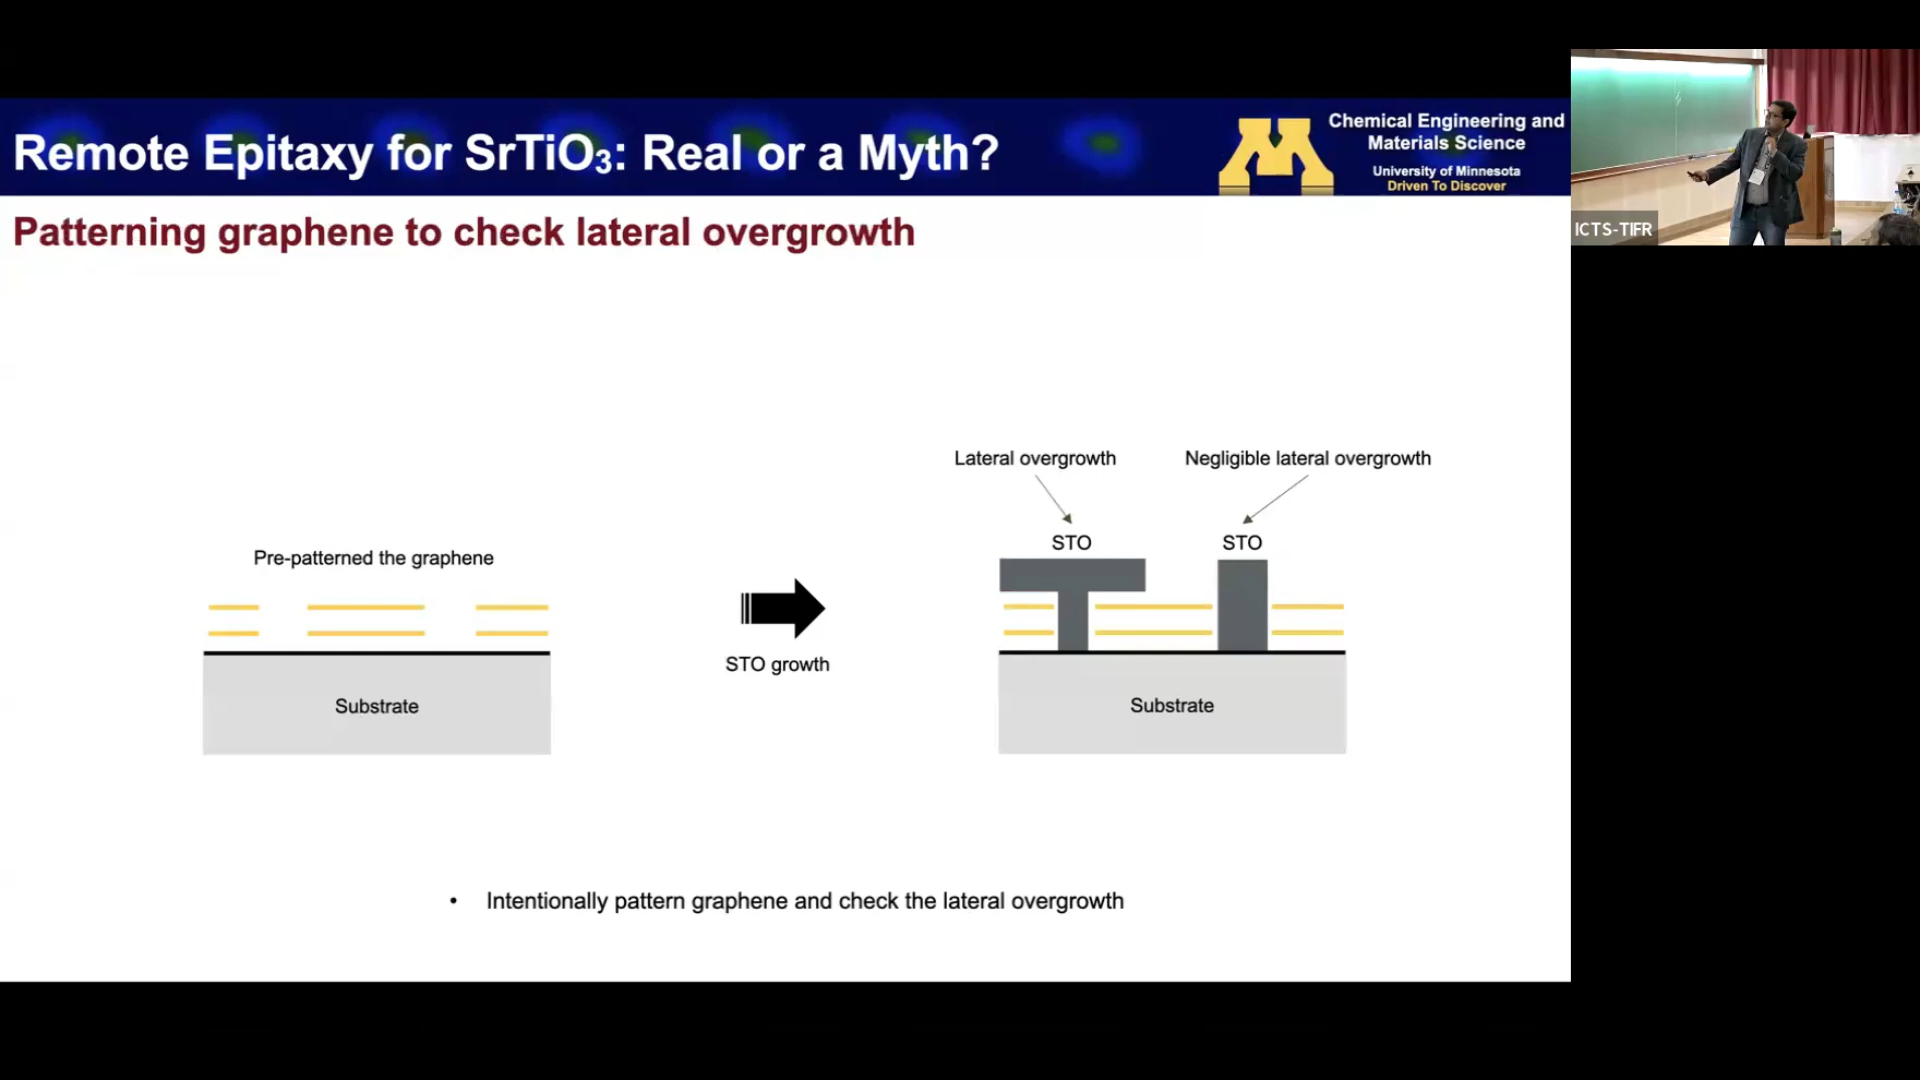 Remote Epitaxy for SrTiO₃: Real or a Myth?
Chemical Engineering and
Materials Science
University of Minnesota
Driven To Discover
ICTS-TIFR
Patterning graphene to check lateral overgrowth
Lateral overgrowth
Negligible lateral overgrowth
STO
STO
Pre-patterned the graphene
STO growth
Substrate
Substrate
• Intentionally pattern graphene and check the lateral overgrowth